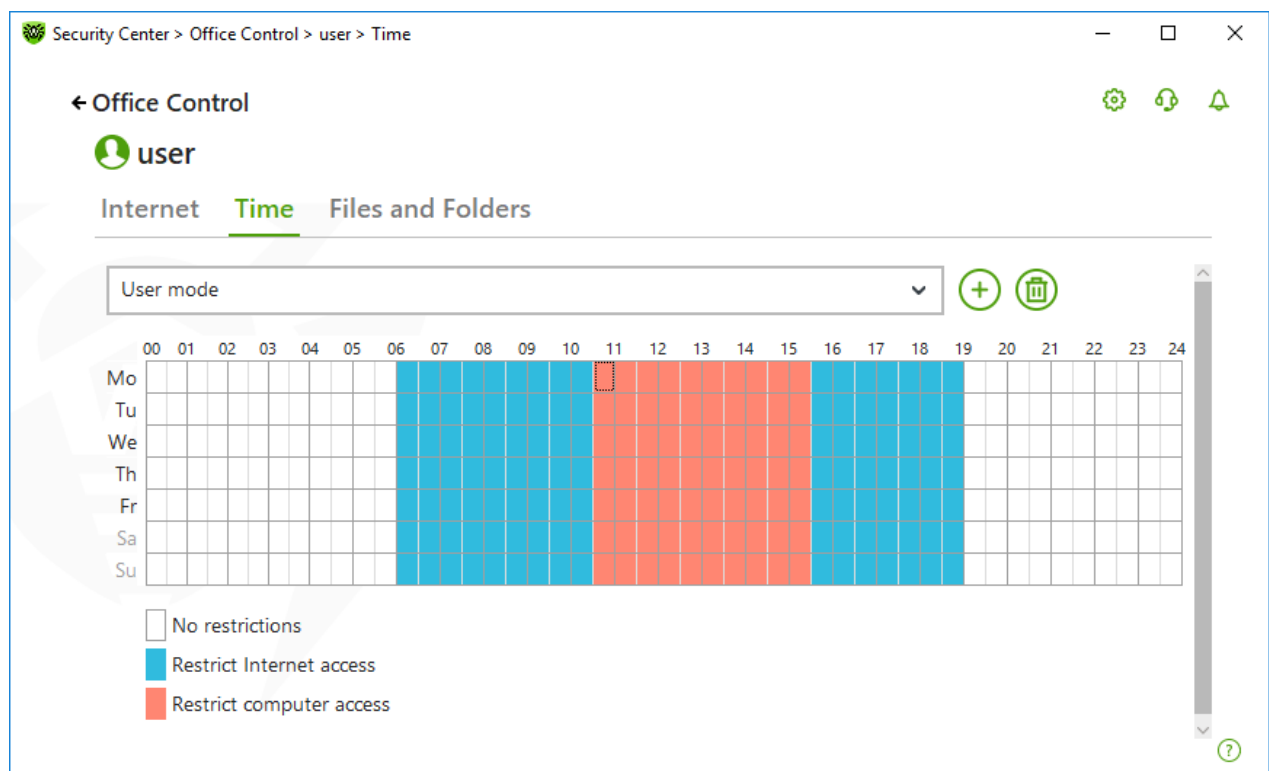 Security Center > Office Control > user > Time
Office Control
user
Internet Time Files and Folders
User mode
00 01 02 03 04 05 06 07 08 09 10 11 12 13 14 15 16 17 18 19 20 21 22 23 24
Mo
Tu
We
Th
Fr
Sa
Su
No restrictions
Restrict Internet access
Restrict computer access
?